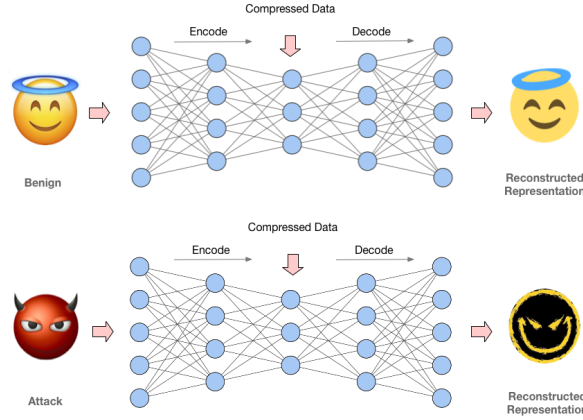 Compressed Data
Encode
Decode
Benign
Reconstructed
Representation
Compressed Data
Encode
Decode
Attack
Reconstructed
Representation